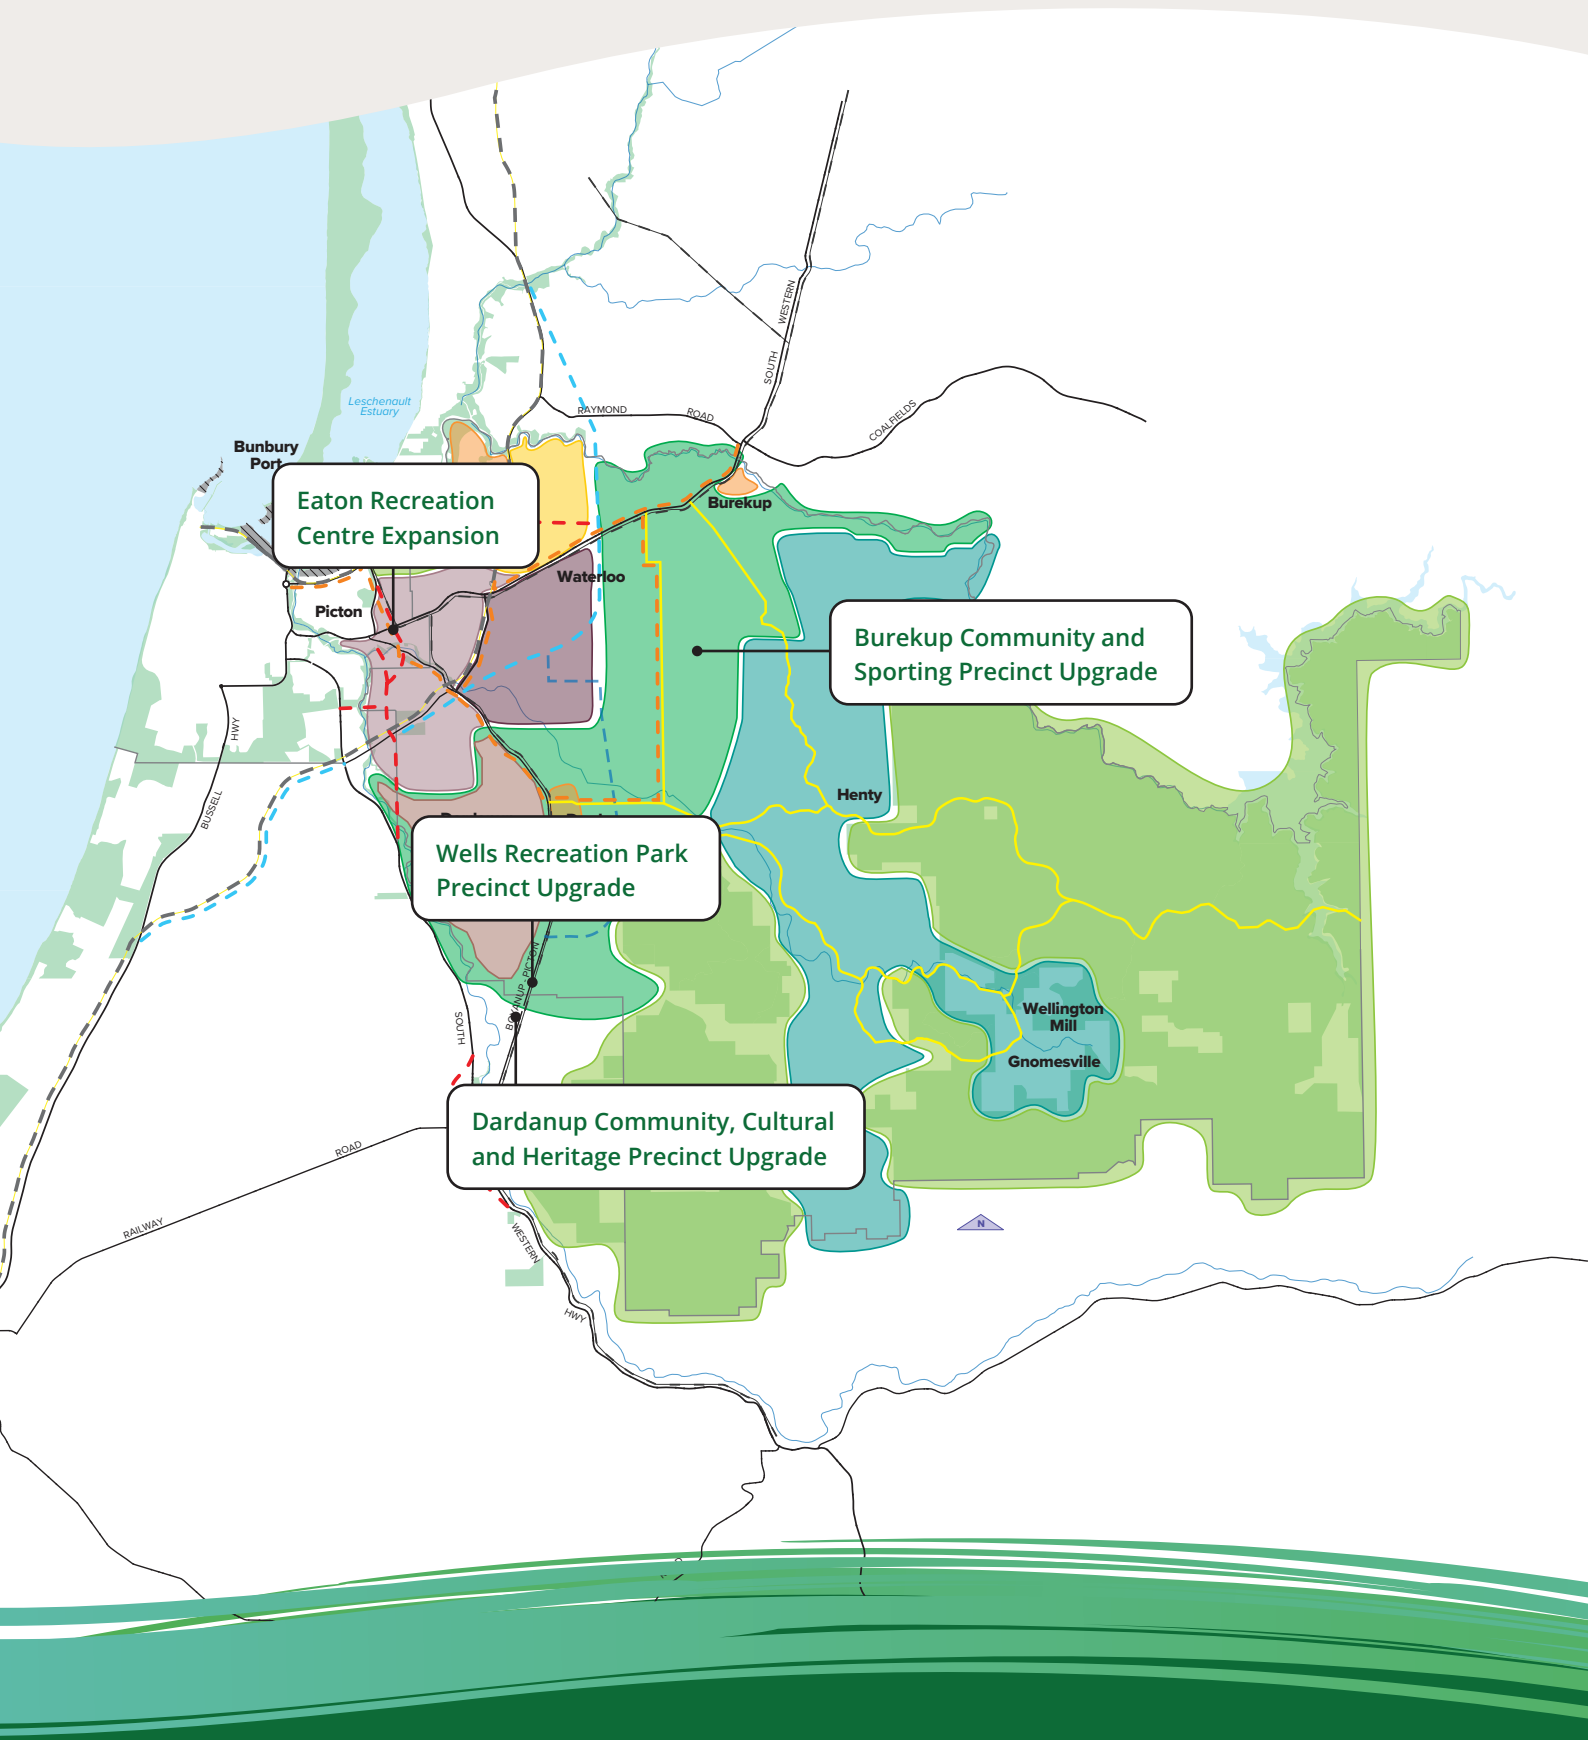 SOUTH
WESTERN
Leschenault
Estuary
RAYMOND
ROAD
COALFIELDS
Bunbury
Port
Eaton Recreation
Centre Expansion
Burekup
Waterloo
Picton
Burekup Community and
Sporting Precinct Upgrade
HWY
BUSSELL
Henty
Wells Recreation Park
Precinct Upgrade
BOYANUP - PICTON
SOUTH
Wellington
Mill
Gnomesville
Dardanup Community, Cultural
and Heritage Precinct Upgrade
ROAD
RAILWAY
WESTERN
HWY
N